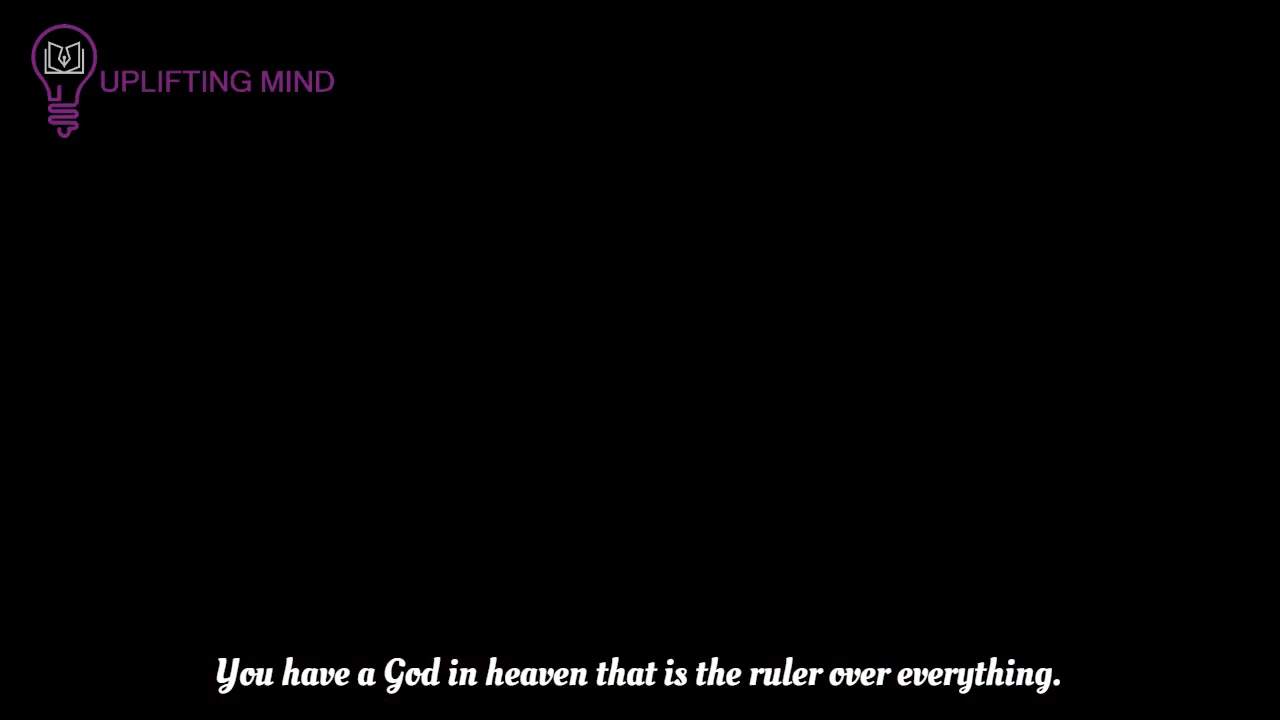 UPLIFTING MIND
You have a God in heaven that is the ruler over everything.